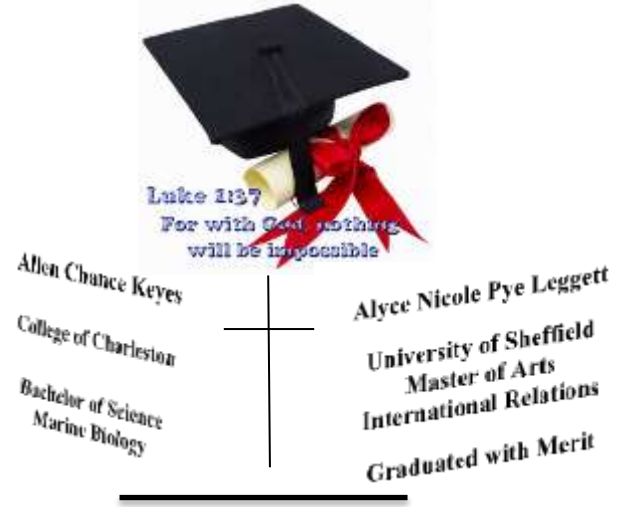 Luke 1:37
For with God, nothing
will be impossible
Allen Chance Keyes
College of Charleston
Bachelor of Science
Marine Biology
Alyce Nicole Pye Leggett
University of Sheffield
Master of Arts
International Relations
Graduated with Merit